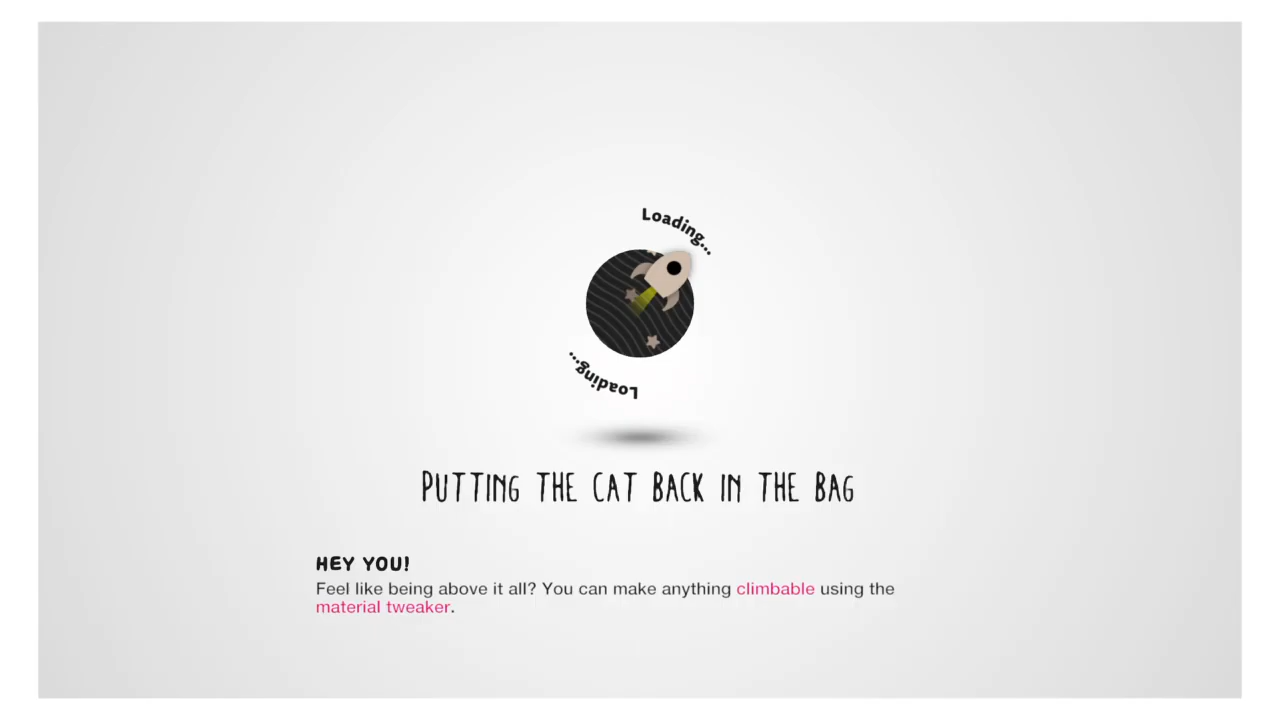 Loading...
Loading...
PUTTING THE CAT BACK IN THE BAG
HEY YOU!
Feel like being above it all? You can make anything climbable using the
material tweaker.